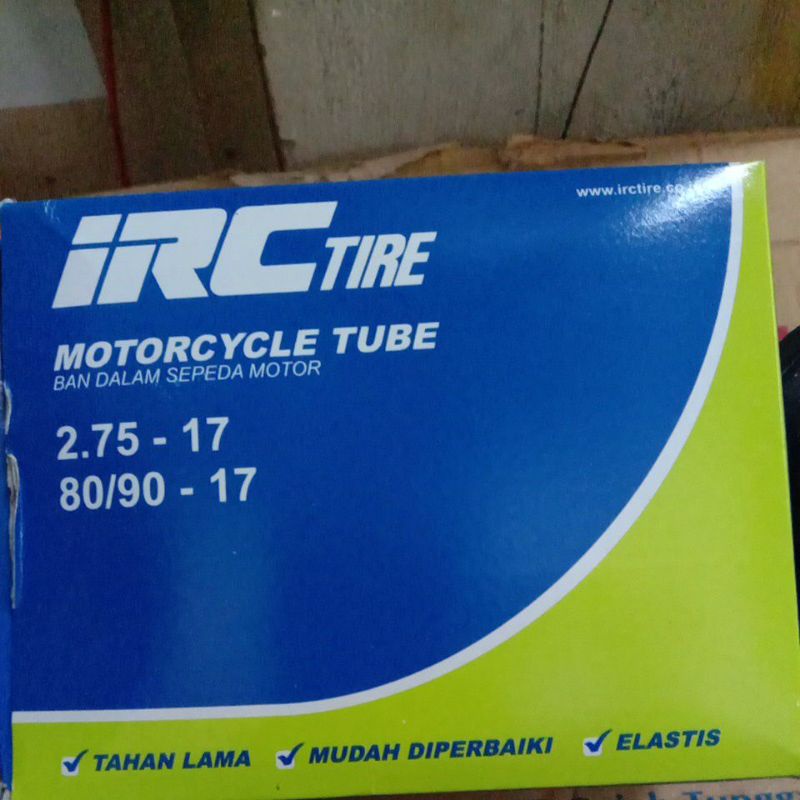 www.irctire.co
IRC TIRE
MOTORCYCLE TUBE
BAN DALAM SEPEDA MOTOR
2.75 - 17
80/90 - 17
TAHAN LAMA MUDAH DIPERBAIKI ELASTIS